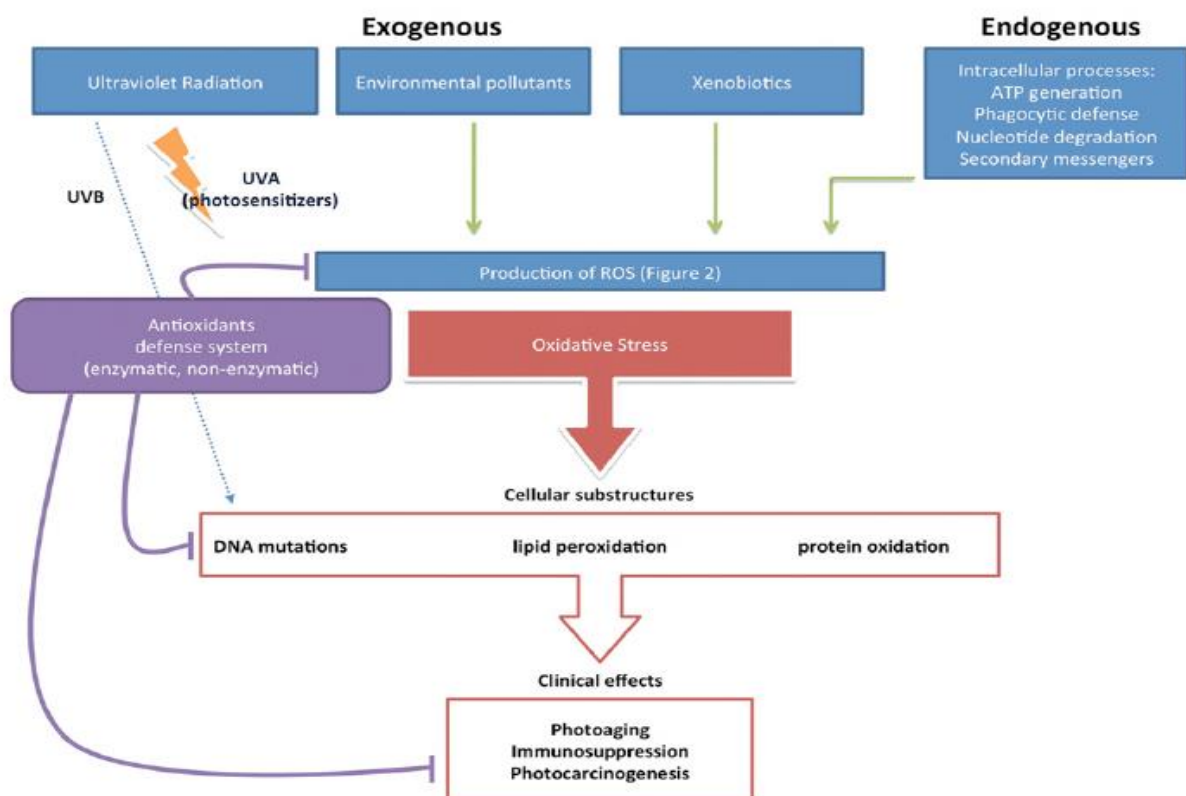 Exogenous
Endogenous
Ultraviolet Radiation
Environmental pollutants
Xenobiotics
Intracellular processes:
ATP generation
Phagocytic defense
Nucleotide degradation
Secondary messengers
UVB
UVA
(photosensitizers)
Production of ROS (Figure 2)
Antioxidants
defense system
(enzymatic, non-enzymatic)
Oxidative Stress
Cellular substructures
DNA mutations
lipid peroxidation
protein oxidation
Clinical effects
Photoaging
Immunosuppression
Photocarcinogenesis